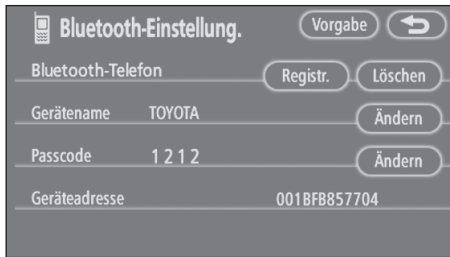 Bluetooth-Einstellung. Vorgabe
Bluetooth-Telefon Registr. Löschen
Gerätename TOYOTA Ändern
Passcode 1212 Ändern
Geräteadresse 001BFB857704